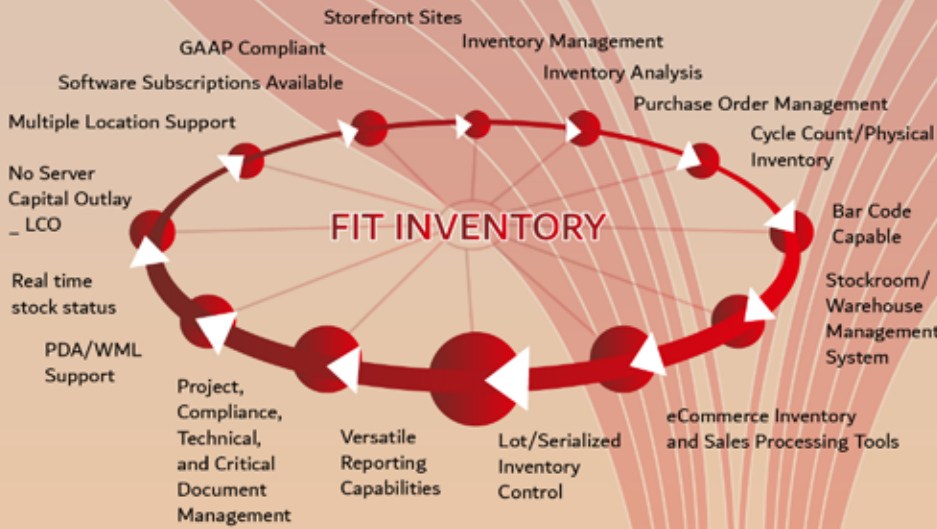 Storefront Sites
GAAP Compliant
Inventory Management
Software Subscriptions Available
Inventory Analysis
Purchase Order Management
Multiple Location Support
Cycle Count/Physical
Inventory
No Server
Capital Outlay
_ LCO
Bar Code
Capable
FIT INVENTORY
Real time
stock status
Stockroom/
Warehouse
Management
System
PDA/WML
Support
Project,
Compliance,
Technical,
and Critical
Document
Management
Versatile
Reporting
Capabilities
Lot/Serialized
Inventory
Control
eCommerce Inventory
and Sales Processing Tools